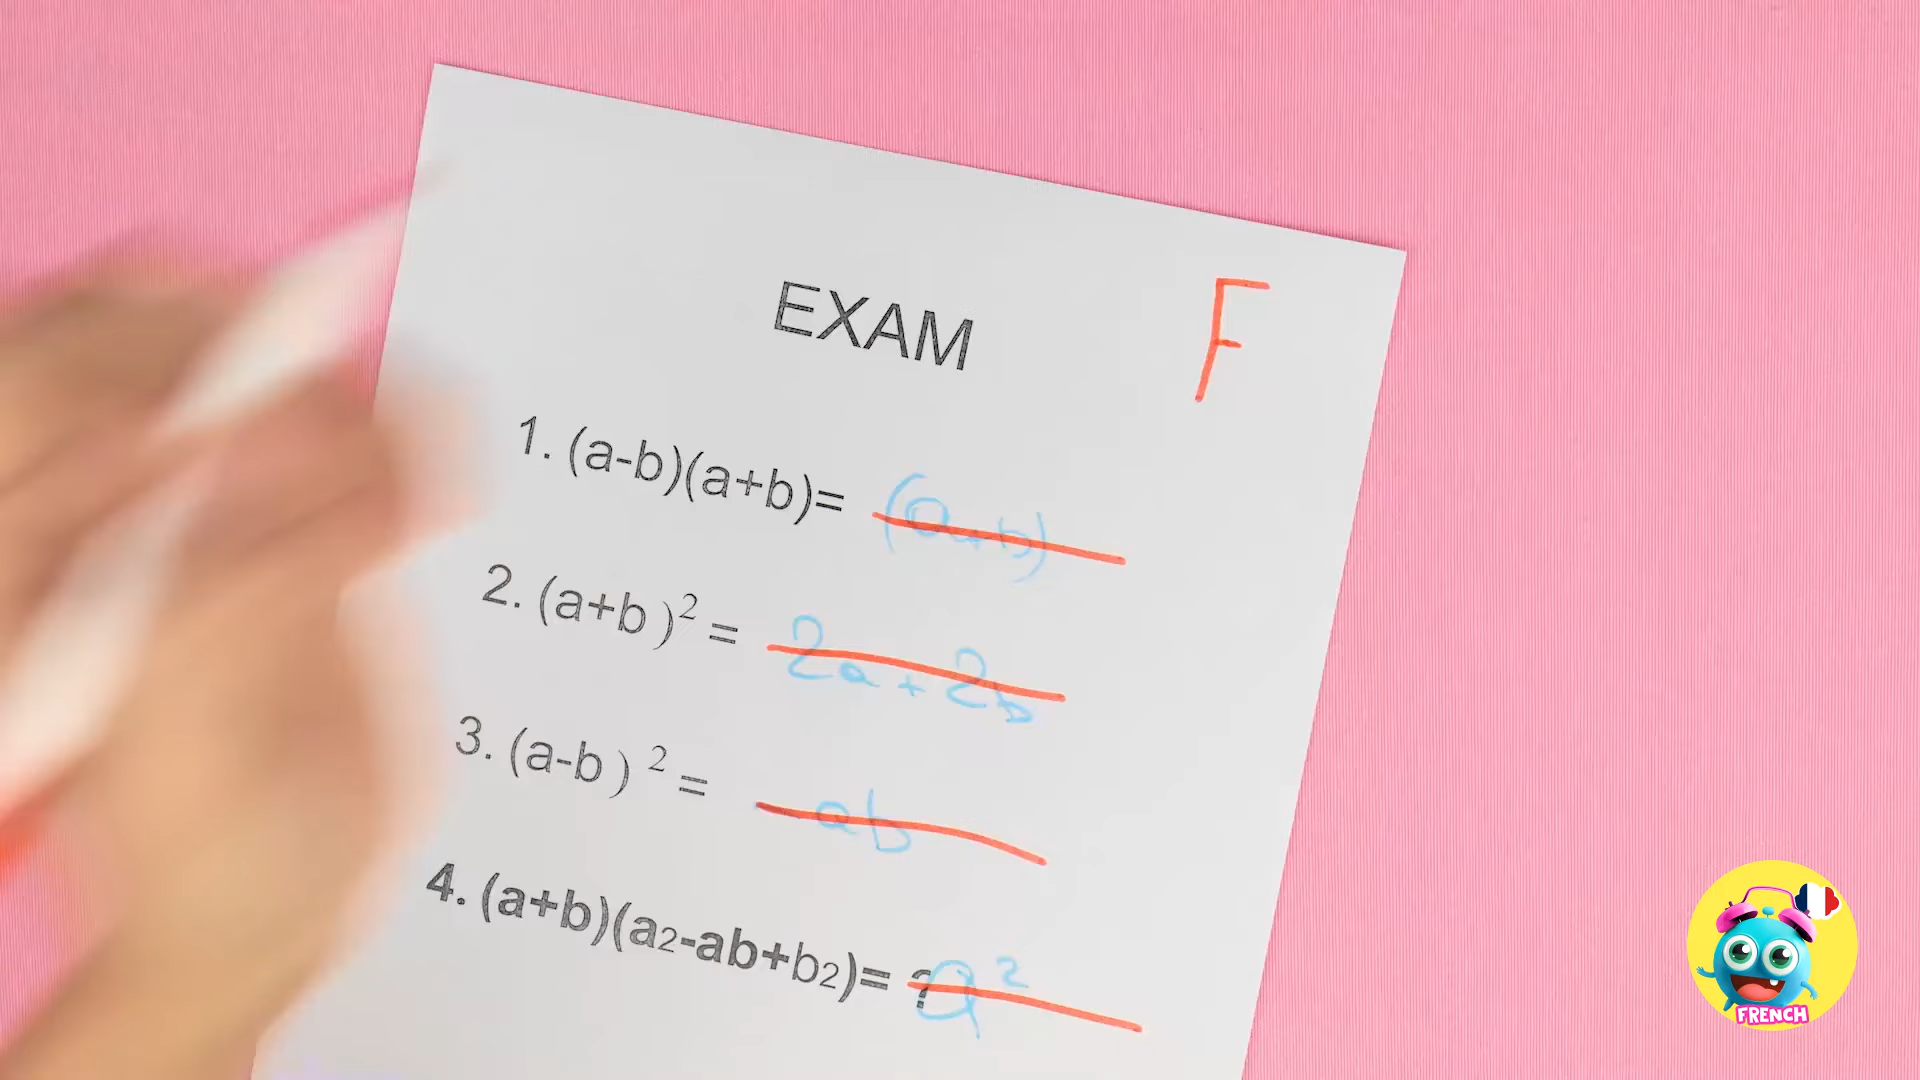 EXAM F
1. (a-b)(a+b)= (a+b)
2. (a+b)² = 2a+2b
3. (a-b)² = ab
4. (a+b)(a2-ab+b2)= ? a²
FRENCH